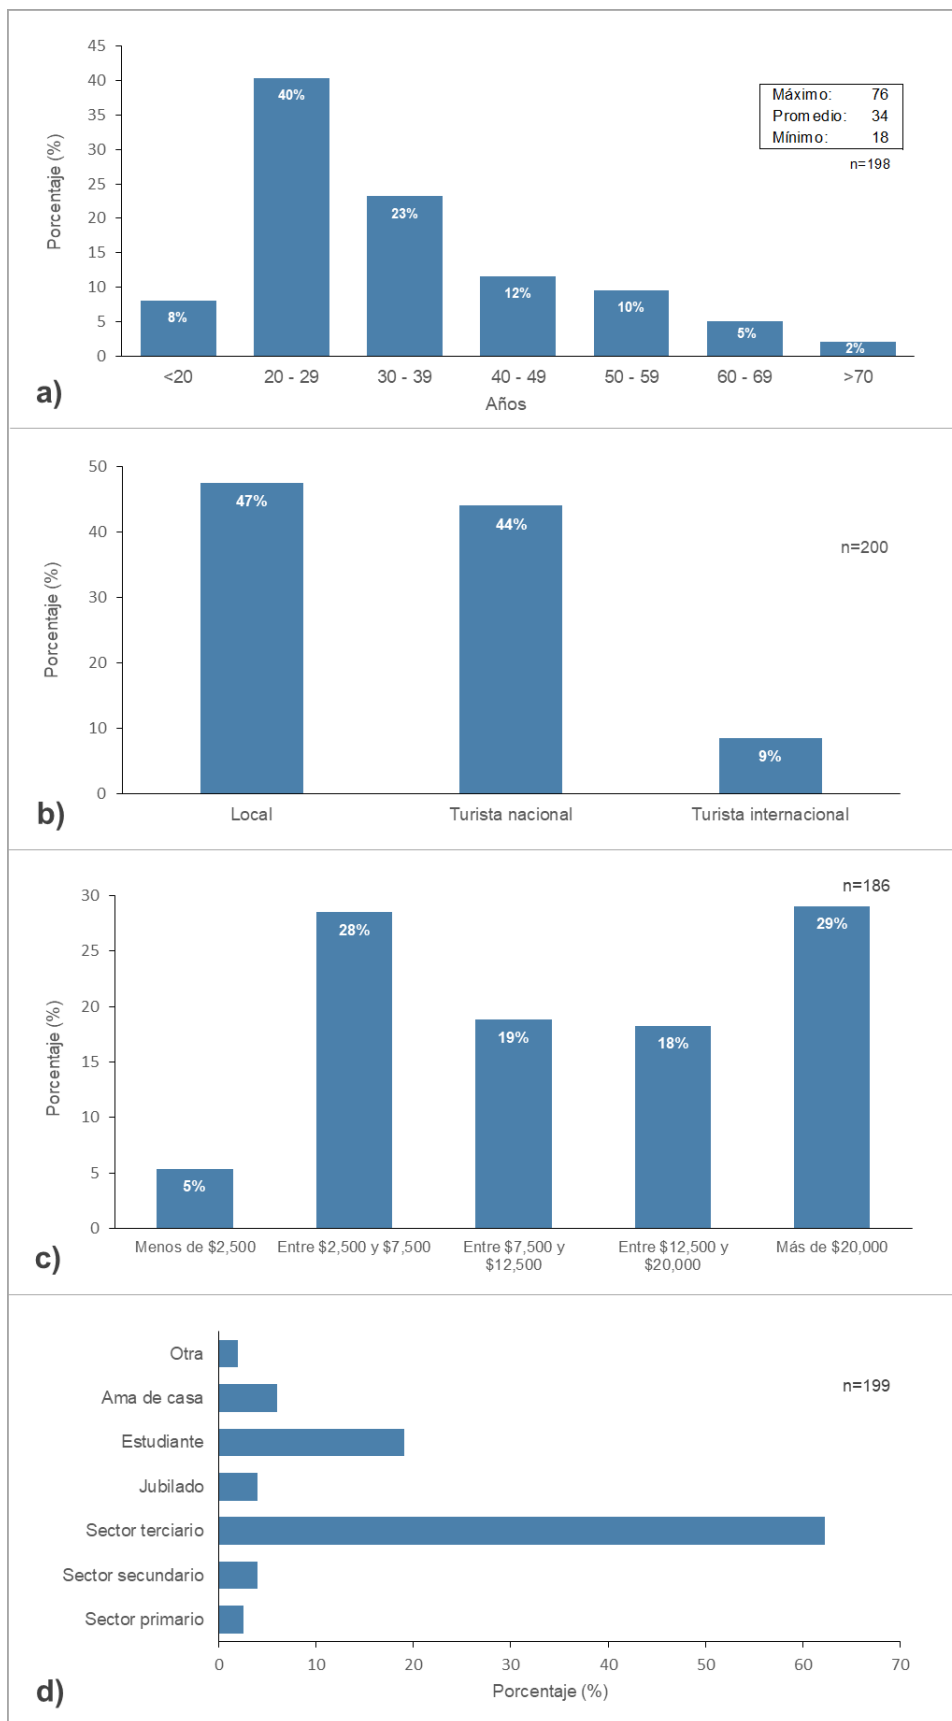 45
40
35
30
25
20
15
10
5
0
Porcentaje (%)
40%
23%
8%
12%
10%
5%
2%
Máximo: 76
Promedio: 34
Mínimo: 18
n=198
<20 20 - 29 30 - 39 40 - 49 50 - 59 60 - 69 >70
Años
a)
50
40
30
20
10
0
Porcentaje (%)
47%
44%
9%
n=200
Local Turista nacional Turista internacional
b)
30
25
20
15
10
5
0
Porcentaje (%)
n=186
5%
28%
19%
18%
29%
Menos de $2,500 Entre $2,500 y $7,500 Entre $7,500 y Entre $12,500 y Más de $20,000
$12,500 $20,000
c)
Otra
n=199
Ama de casa
Estudiante
Jubilado
Sector terciario
Sector secundario
Sector primario
0 10 20 30 40 50 60 70
Porcentaje (%)
d)